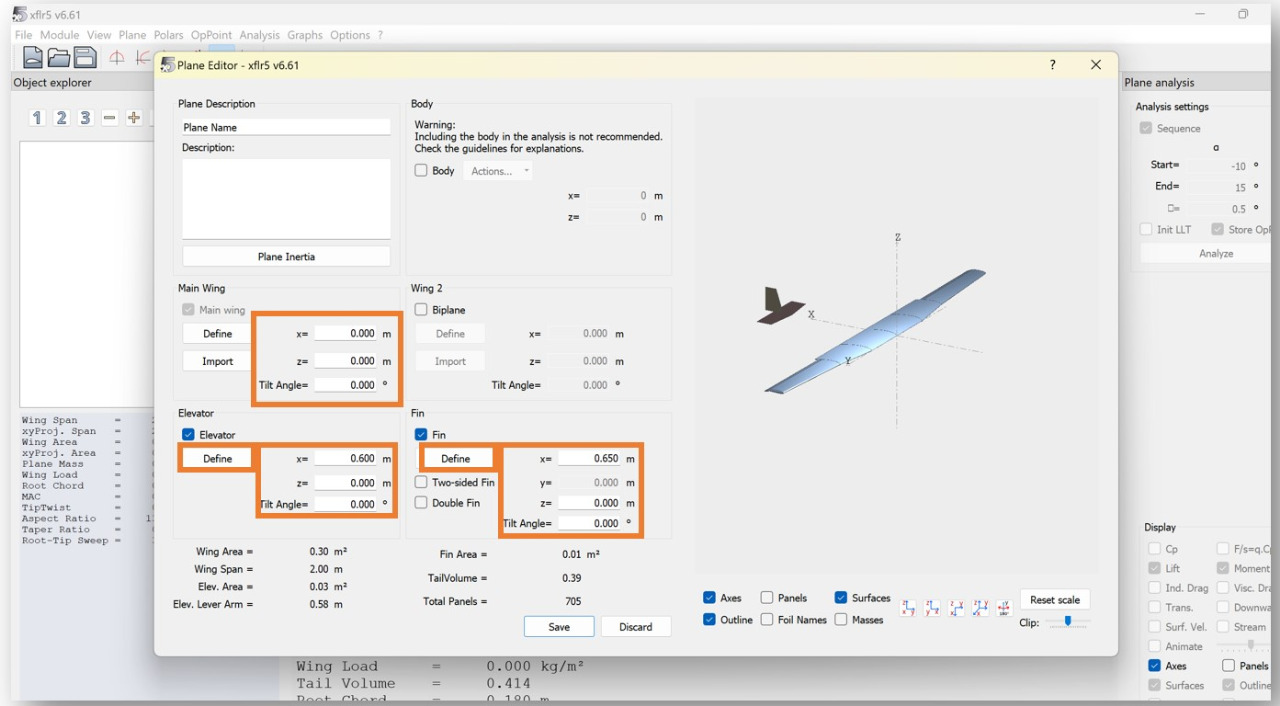 xflr5 v6.61
File Module View Plane Polars OpPoint Analysis Graphs Options ?
Object explorer
1 2 3
Wing Span =
xyProj. Span =
Wing Area =
xyProj. Area =
Plane Mass =
Wing Load =
Root Chord =
MAC =
TipTwist =
Aspect Ratio =
Taper Ratio =
Root-Tip Sweep =
Plane Editor - xflr5 v6.61
?
Plane Description
Plane Name
Description:
Plane Inertia
Body
Warning:
Including the body in the analysis is not recommended.
Check the guidelines for explanations.
Body Actions...
x= 0 m
z= 0 m
Main Wing
Main wing
Define x= 0.000 m
Import z= 0.000 m
Tilt Angle= 0.000 °
Wing 2
Biplane
Define x= 0.000 m
Import z= 0.000 m
Tilt Angle= 0.000 °
Elevator
Elevator
Define x= 0.600 m
z= 0.000 m
Tilt Angle= 0.000 °
Fin
Fin
Define x= 0.650 m
Two-sided Fin y= 0.000 m
Double Fin z= 0.000 m
Tilt Angle= 0.000 °
Wing Area = 0.30 m²
Wing Span = 2.00 m
Elev. Area = 0.03 m²
Elev. Lever Arm = 0.58 m
Fin Area = 0.01 m²
TailVolume = 0.39
Total Panels = 705
Save Discard
Z
X
Y
Axes Panels Surfaces
Outline Foil Names Masses
Reset scale
Clip:
Wing Load = 0.000 kg/m²
Tail Volume = 0.414
Root Chord = 0.180 m
Plane analysis
Analysis settings
Sequence
α
Start= -10 °
End= 15 °
= 0.5 °
Init LLT Store Op
Analyze
Display
Cp F/s=q.C
Lift Moment
Ind. Drag Visc. Dr
Trans. Downwa
Surf. Vel. Stream
Animate
Axes Panels
Surfaces Outline